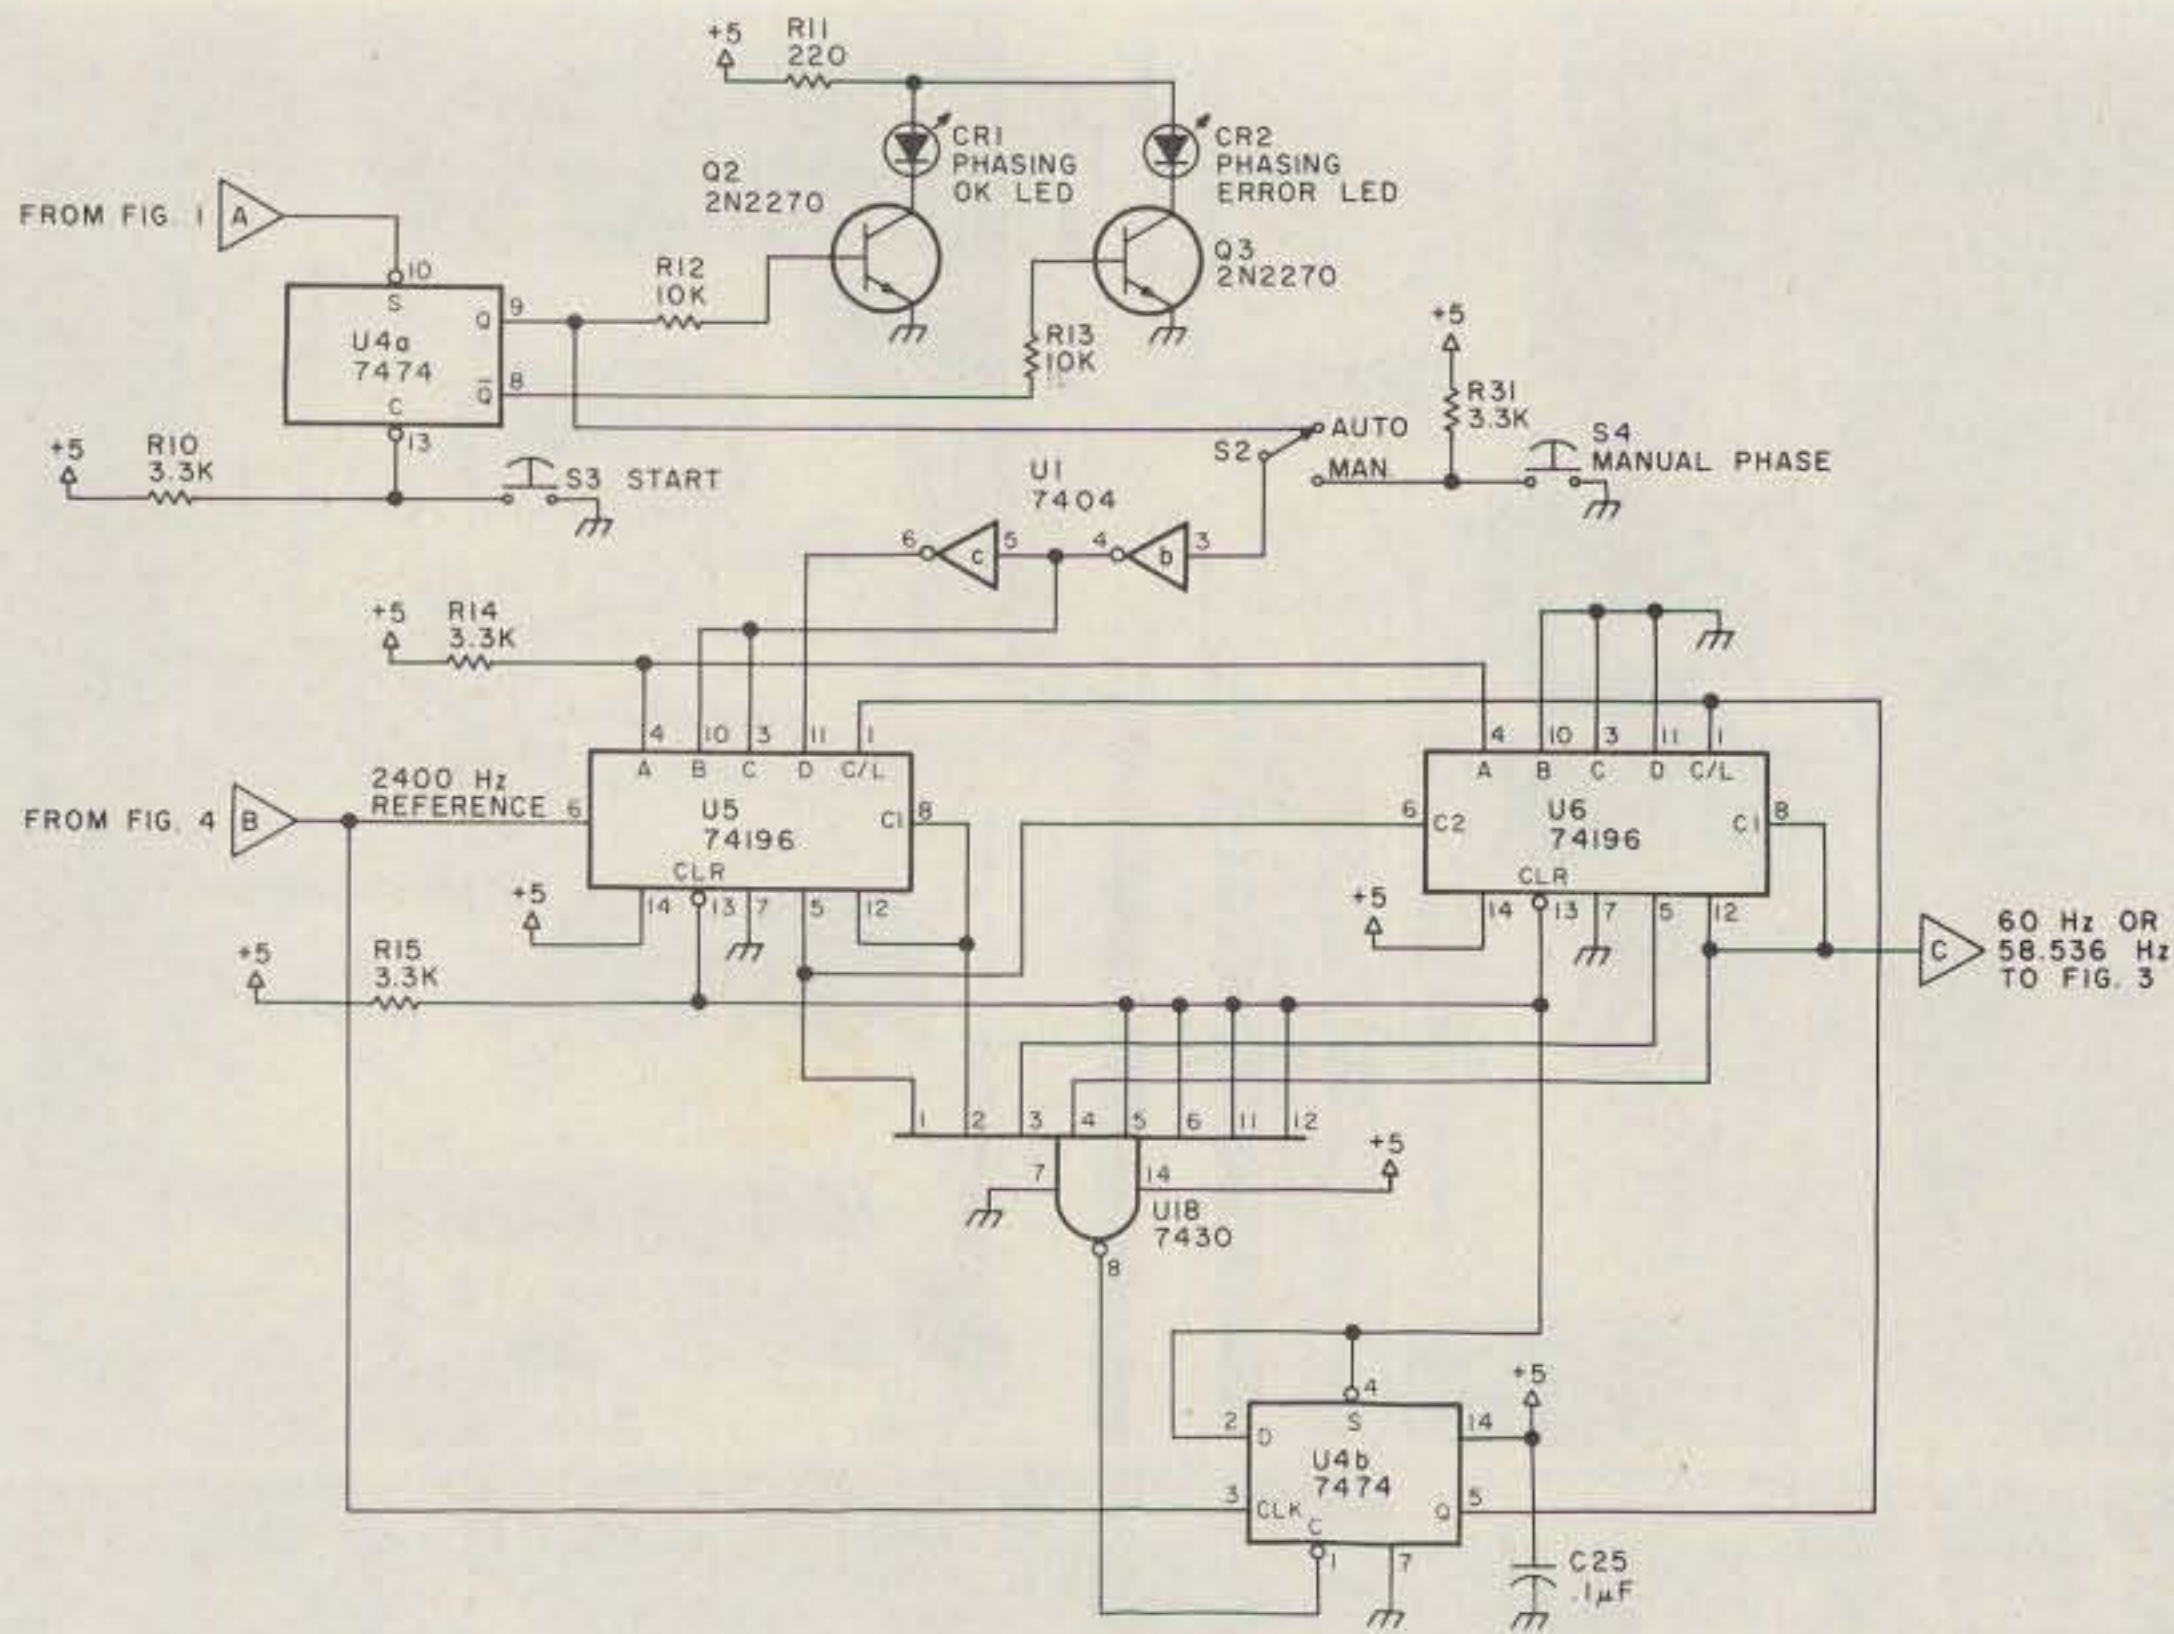 +5
R11
220
CR1
PHASING
OK LED
CR2
PHASING
ERROR LED
Q2
2N2270
Q3
2N2270
FROM FIG. 1
A
10
S
U4a
7474
Q
9
Q̅
8
C
13
R12
10K
R13
10K
+5
R10
3.3K
S3 START
+5
R31
3.3K
S2
AUTO
MAN.
S4
MANUAL PHASE
U1
7404
6
c
5
4
b
3
+5
R14
3.3K
4
10
3
11
1
A
B
C
D
C/L
U5
74196
C1
8
CLR
14
13
7
5
12
+5
FROM FIG. 4
B
2400 Hz
REFERENCE
6
4
10
3
11
1
A
B
C
D
C/L
6
C2
U6
74196
C1
8
CLR
14
13
7
5
12
+5
C
60 Hz OR
58.536 Hz
TO FIG. 3
+5
R15
3.3K
1
2
3
4
5
6
11
12
7
14
+5
U18
7430
8
4
S
2
D
U4b
7474
3
CLK
C
1
7
14
Q
5
+5
C25
.1µF